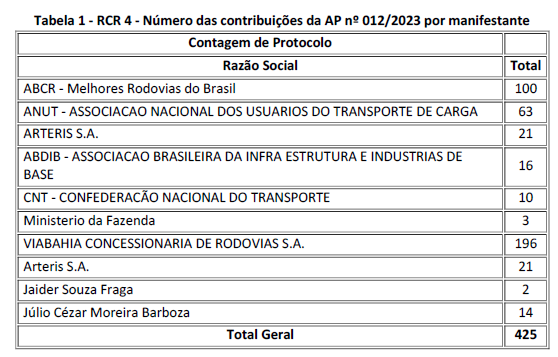 Tabela 1 - RCR 4 - Número das contribuições da AP nº 012/2023 por manifestante
Contagem de Protocolo
Razão Social Total
ABCR - Melhores Rodovias do Brasil 100
ANUT - ASSOCIACAO NACIONAL DOS USUARIOS DO TRANSPORTE DE CARGA 63
ARTERIS S.A. 21
ABDIB - ASSOCIACAO BRASILEIRA DA INFRA ESTRUTURA E INDUSTRIAS DE
BASE 16
CNT - CONFEDERACÃO NACIONAL DO TRANSPORTE 10
Ministerio da Fazenda 3
VIABAHIA CONCESSIONARIA DE RODOVIAS S.A. 196
Arteris S.A. 21
Jaider Souza Fraga 2
Júlio Cézar Moreira Barboza 14
Total Geral 425